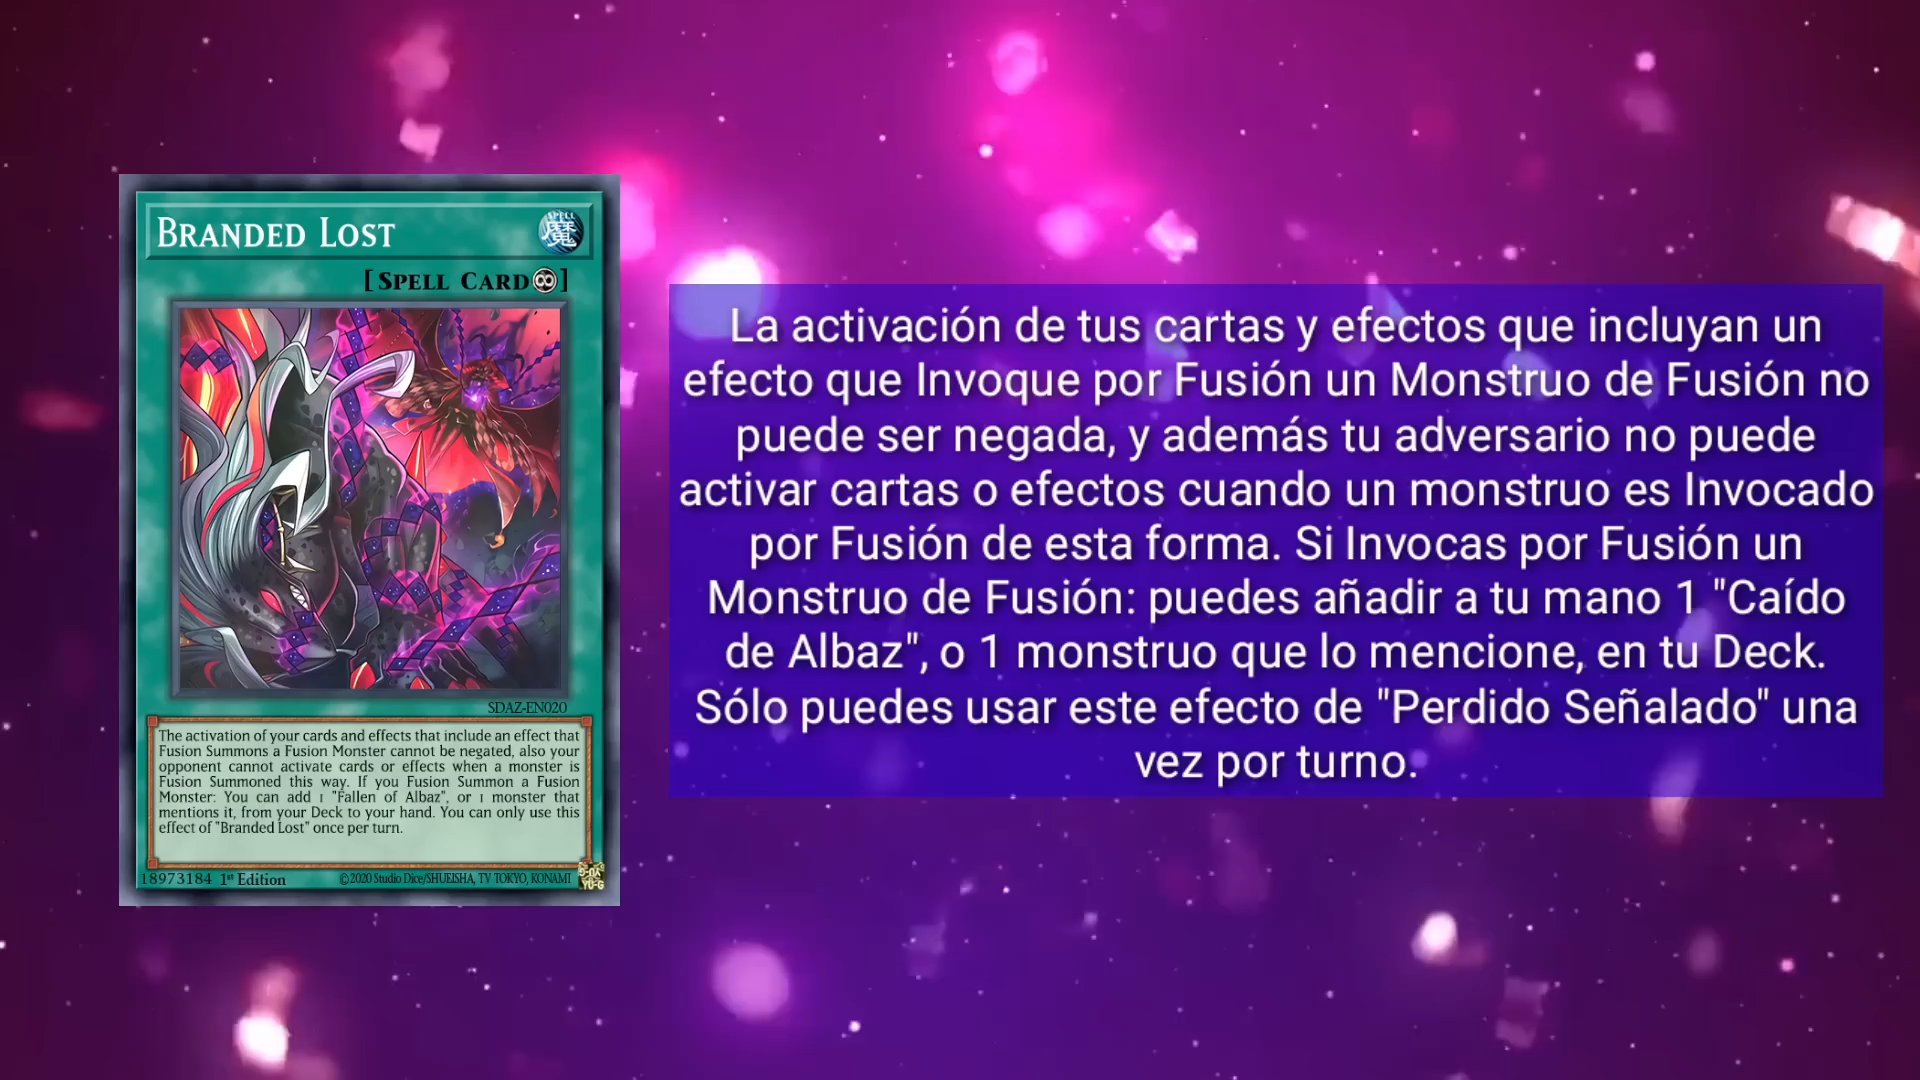 BRANDED LOST
SPELL
魔
[SPELL CARD]
SDAZ-EN020
The activation of your cards and effects that include an effect that
Fusion Summons a Fusion Monster cannot be negated, also your
opponent cannot activate cards or effects when a monster is
Fusion Summoned this way. If you Fusion Summon a Fusion
Monster: You can add 1 "Fallen of Albaz", or 1 monster that
mentions it, from your Deck to your hand. You can only use this
effect of "Branded Lost" once per turn.
18973184 1st Edition
©2020 Studio Dice/SHUEISHA, TV TOKYO, KONAMI
La activación de tus cartas y efectos que incluyan un
efecto que Invoque por Fusión un Monstruo de Fusión no
puede ser negada, y además tu adversario no puede
activar cartas o efectos cuando un monstruo es Invocado
por Fusión de esta forma. Si Invocas por Fusión un
Monstruo de Fusión: puedes añadir a tu mano 1 "Caído
de Albaz", o 1 monstruo que lo mencione, en tu Deck.
Sólo puedes usar este efecto de "Perdido Señalado" una
vez por turno.